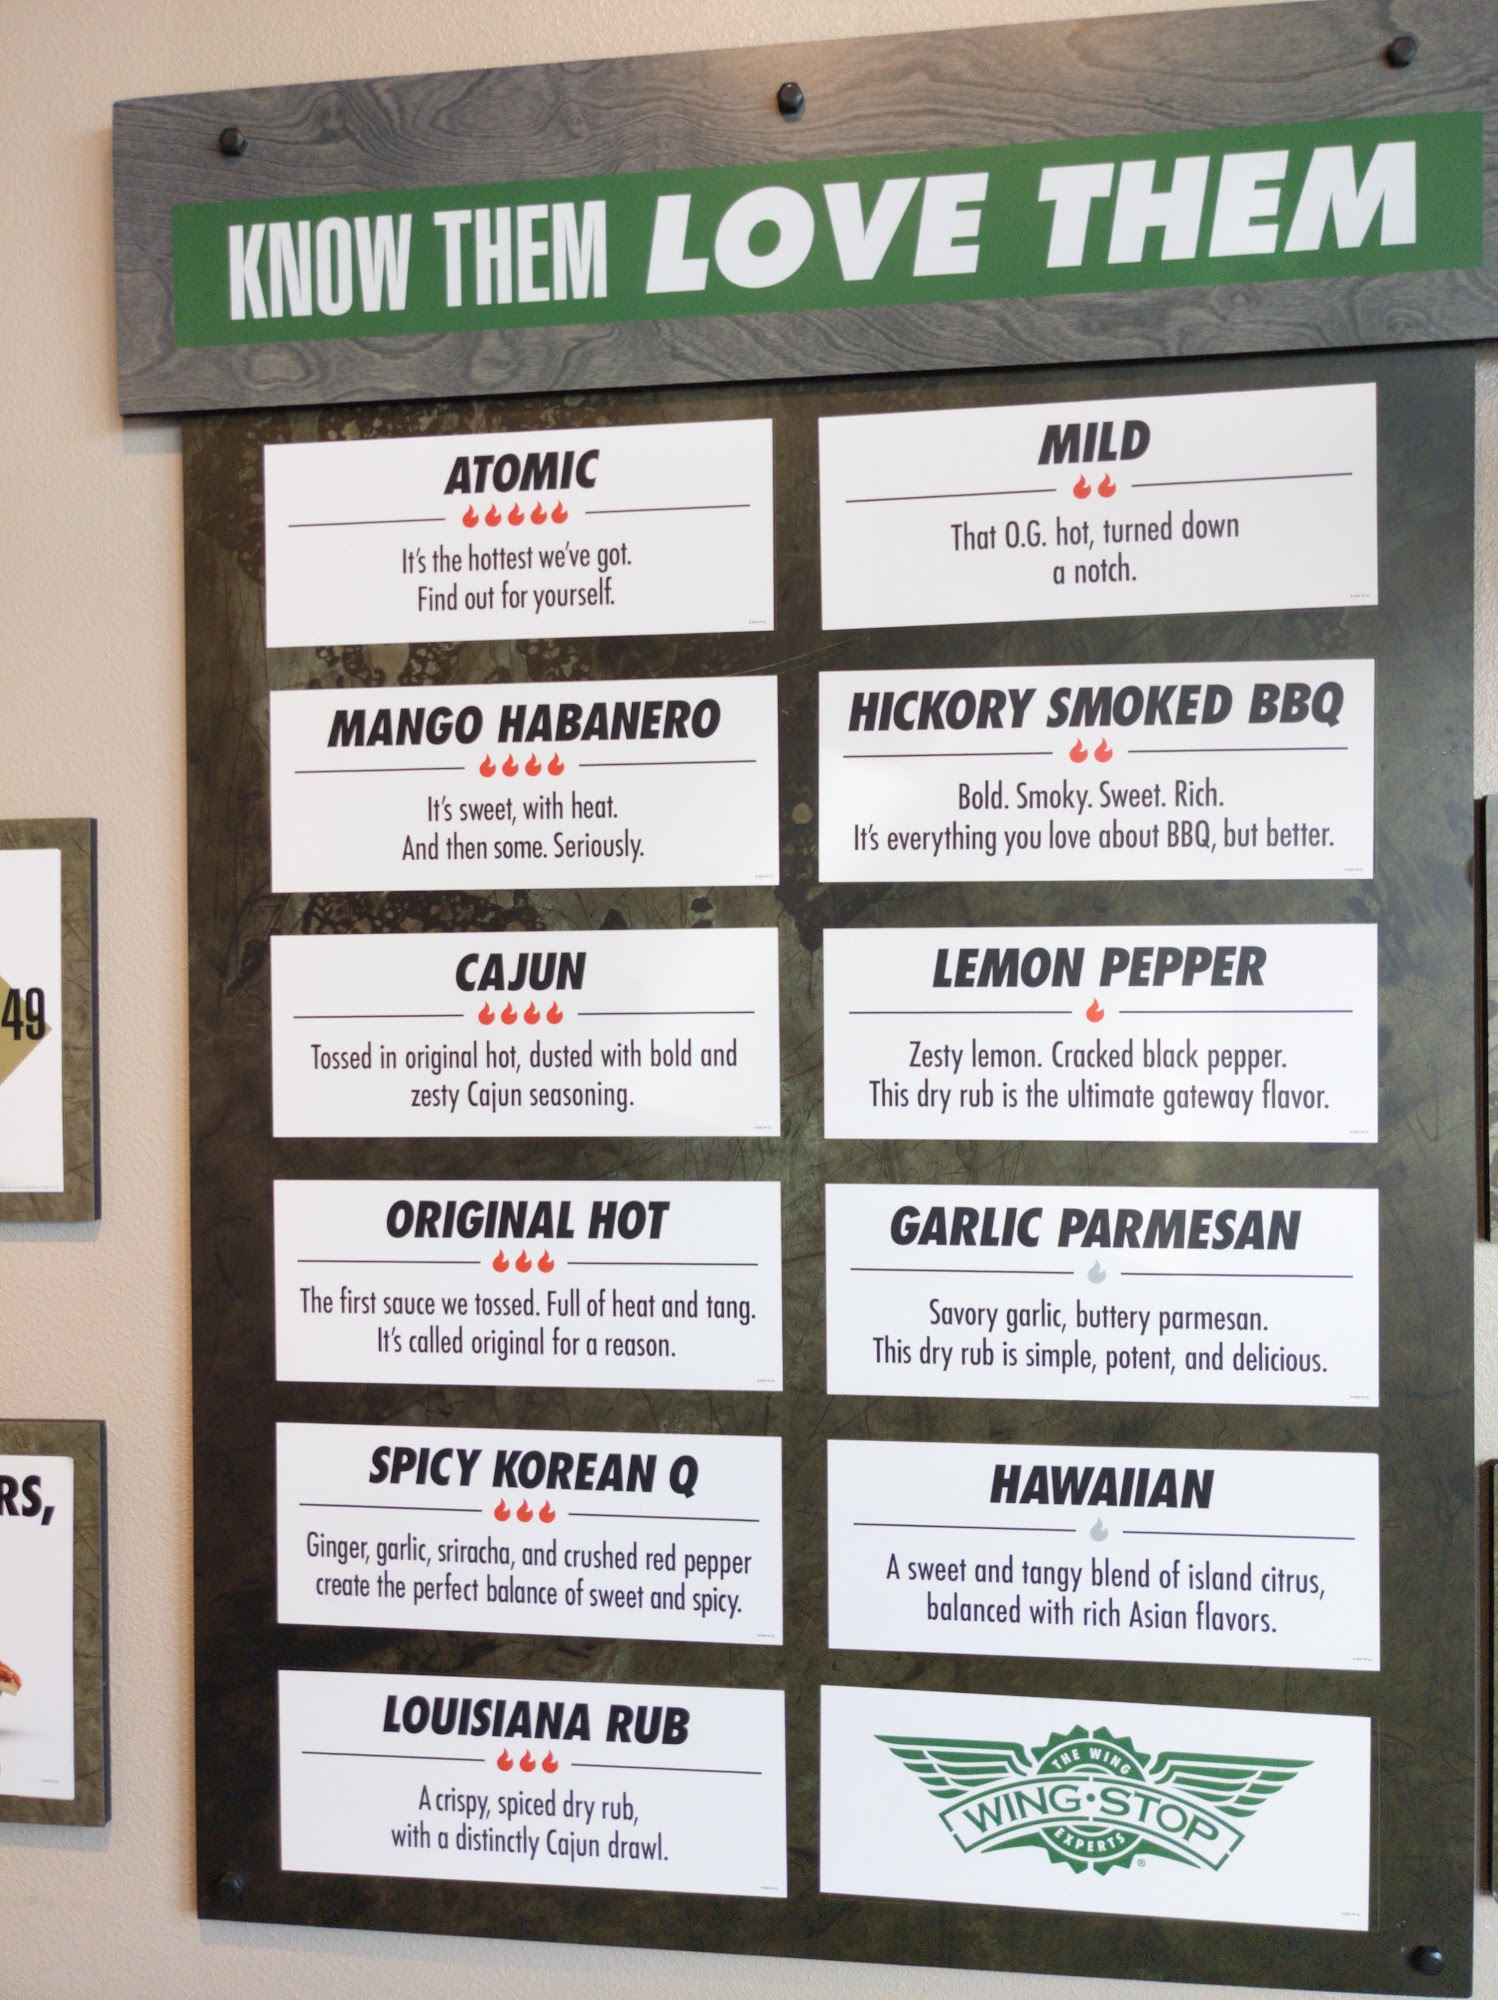 KNOW THEM LOVE THEM
ATOMIC
It's the hottest we've got.
Find out for yourself.
MANGO HABANERO
It's sweet, with heat.
And then some. Seriously.
CAJUN
Tossed in original hot, dusted with bold and
zesty Cajun seasoning.
ORIGINAL HOT
The first sauce we tossed. Full of heat and tang.
It's called original for a reason.
SPICY KOREAN Q
Ginger, garlic, sriracha, and crushed red pepper
create the perfect balance of sweet and spicy.
LOUISIANA RUB
A crispy, spiced dry rub,
with a distinctly Cajun drawl.
MILD
That O.G. hot, turned down
a notch.
HICKORY SMOKED BBQ
Bold. Smoky. Sweet. Rich.
It's everything you love about BBQ, but better.
LEMON PEPPER
Zesty lemon. Cracked black pepper.
This dry rub is the ultimate gateway flavor.
GARLIC PARMESAN
Savory garlic, buttery parmesan.
This dry rub is simple, potent, and delicious.
HAWAIIAN
A sweet and tangy blend of island citrus,
balanced with rich Asian flavors.
THE WING
WING·STOP
EXPERTS
®
49
RS,